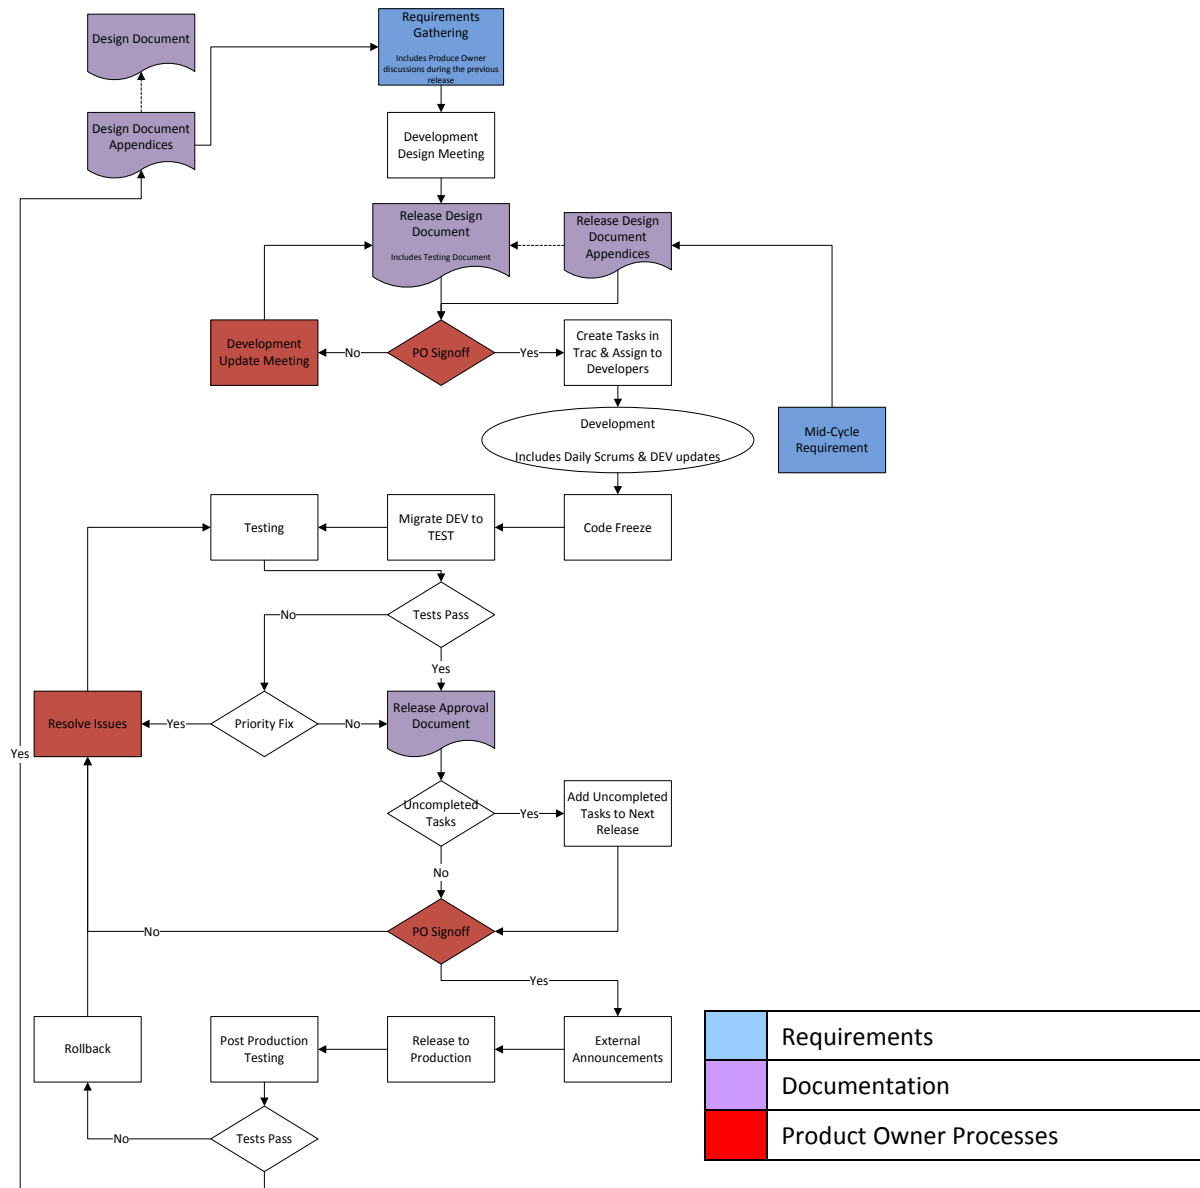 Design Document
Requirements
Gathering
Includes Produce Owner
discussions during the previous
release
Design Document
Appendices
Development
Design Meeting
Release Design
Document
Includes Testing Document
Release Design
Document
Appendices
Development
Update Meeting
No
PO Signoff
Yes
Create Tasks in
Trac & Assign to
Developers
Development
Includes Daily Scrums & DEV updates
Mid-Cycle
Requirement
Testing
Migrate DEV to
TEST
Code Freeze
No
Tests Pass
Yes
Resolve Issues
Yes
Priority Fix
No
Release Approval
Document
Yes
Uncompleted
Tasks
Yes
Add Uncompleted
Tasks to Next
Release
No
No
PO Signoff
Yes
Rollback
Post Production
Testing
Release to
Production
External
Announcements
No
Tests Pass
Requirements
Documentation
Product Owner Processes